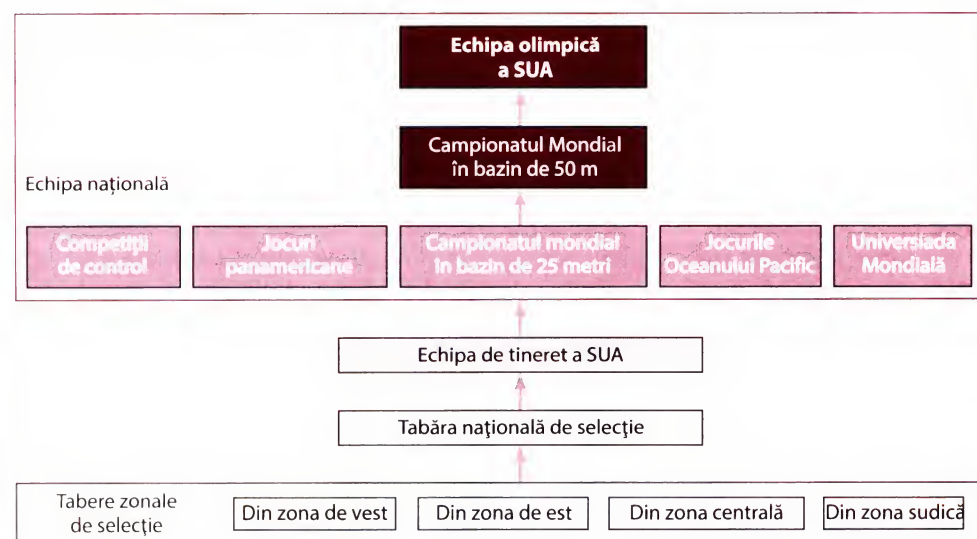 Echipa olimpică
a SUA
Campionatul Mondial
în bazin de 50 m
Echipa naţională
Competiţii
de control
Jocuri
panamericane
Campionatul mondial
în bazin de 25 metri
Jocurile
Oceanului Pacific
Universiada
Mondială
Echipa de tineret a SUA
Tabăra naţională de selecţie
Tabere zonale
de selecţie
Din zona de vest
Din zona de est
Din zona centrală
Din zona sudică